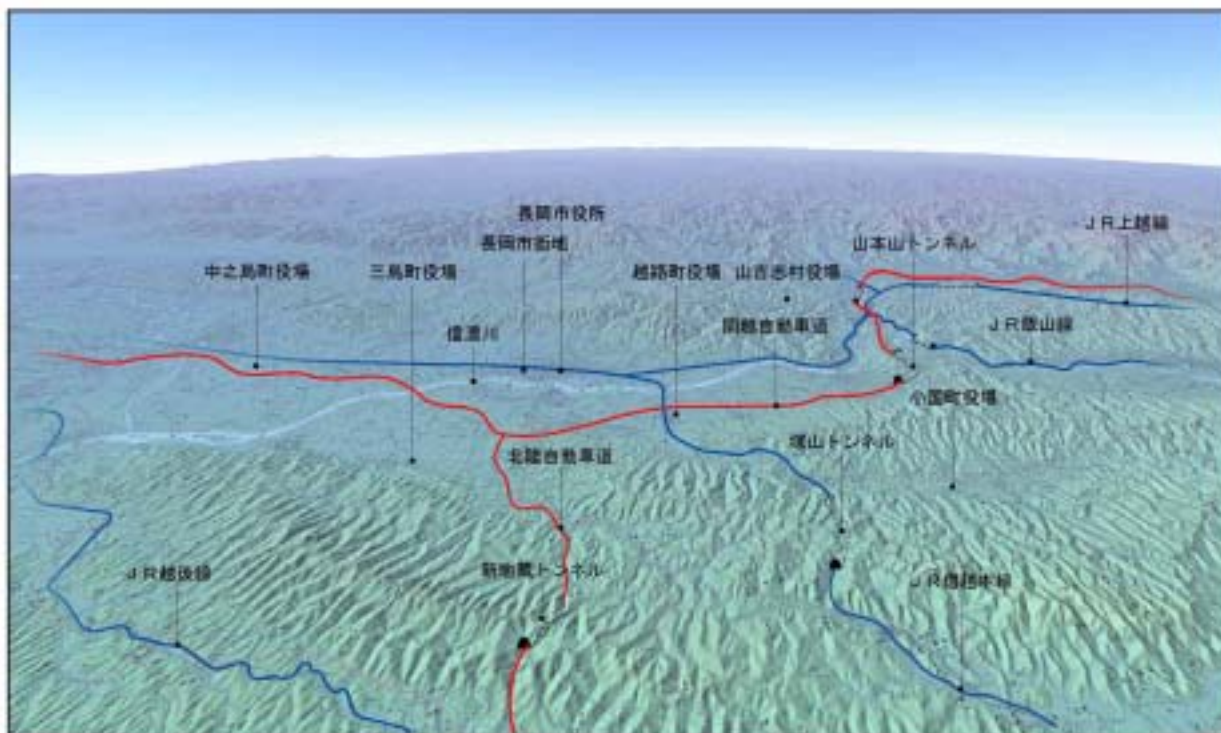 長岡市役所
長岡市街地
山本山トンネル
JR上越線
中之島町役場
三島町役場
越路町役場
山古志村役場
信濃川
関越自動車道
JR飯山線
小国町役場
北陸自動車道
塚山トンネル
JR越後線
新地蔵トンネル
JR信越本線